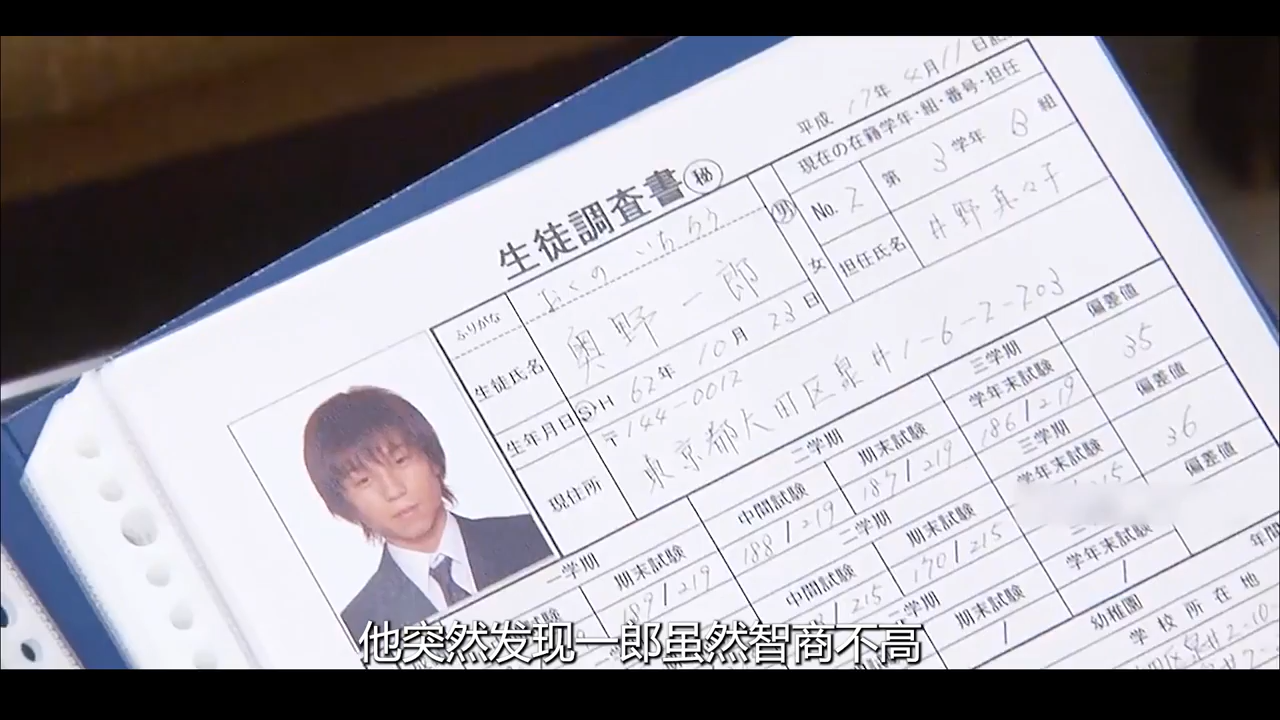 平成 17年 4月 11日
生徒調査書 秘
現在の在籍学年・組・番号・担任
No. 2 第 3 学年 B 組
担任氏名 井野真々子
男
女
ふりがな おくの いちろう
生徒氏名 奥野一郎
生年月日 S H 62年 10月 23日
現住所 〒144-0012
東京都大田区泉井1-6-2-203
一学期 二学期 三学期 偏差値
期末試験 中間試験 期末試験 学年末試験
189/219 188/219 187/219 186/219 35
二学期 三学期 偏差値
中間試験 期末試験 学年末試験
215 170/215 36
二学期 偏差値
期末試験 学年末試験
幼稚園
学校所在地
他突然发现一郎虽然智商不高